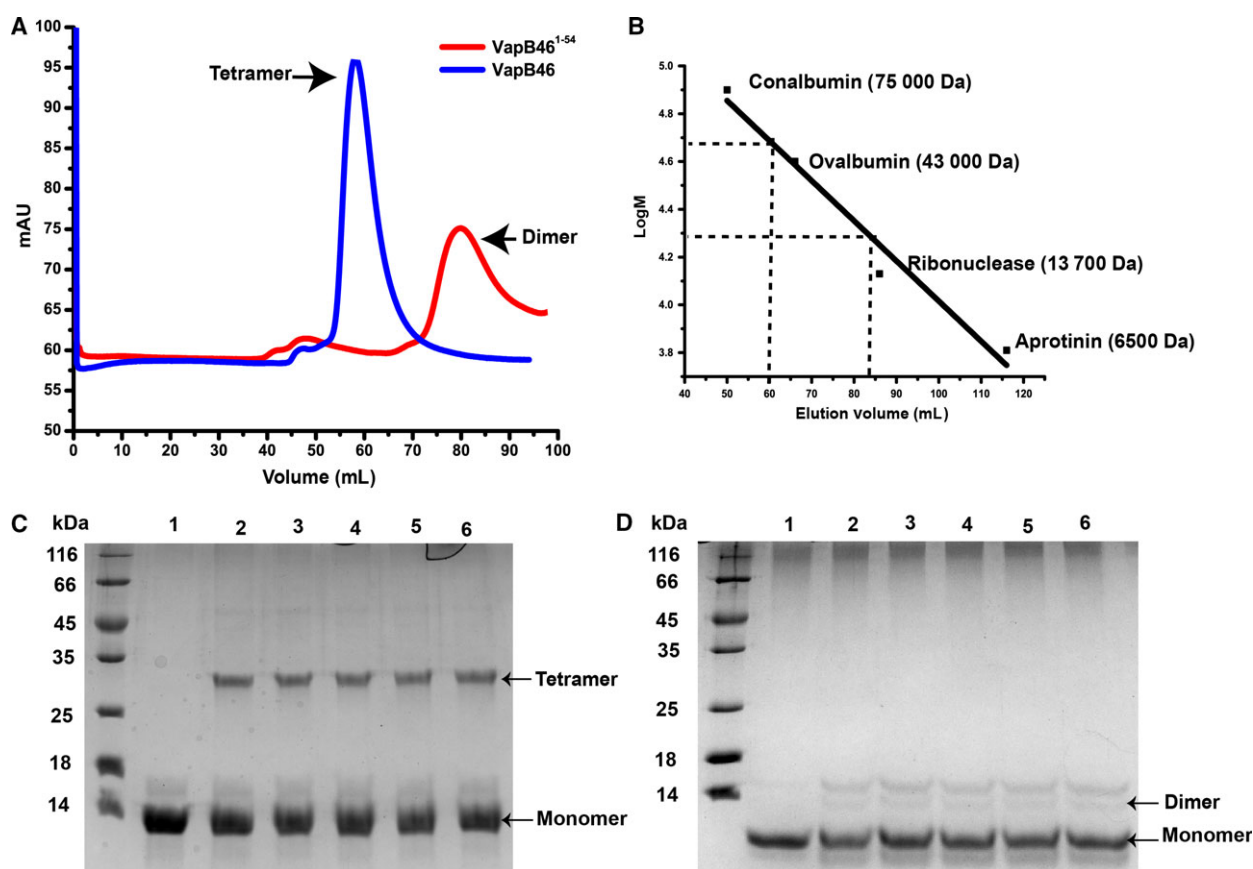 A
mAU
100
95
90
85
80
75
70
65
60
55
50
0
10
20
30
40
50
60
70
80
90
100
Volume (mL)
VapB46¹⁻⁵⁴
VapB46
Tetramer
Dimer
B
LogM
5.0
4.8
4.6
4.4
4.2
4.0
3.8
40
50
60
70
80
90
100
110
120
Elution volume (mL)
Conalbumin (75 000 Da)
Ovalbumin (43 000 Da)
Ribonuclease (13 700 Da)
Aprotinin (6500 Da)
C
kDa
1
2
3
4
5
6
116
66
45
35
25
18
14
Tetramer
Monomer
D
kDa
1
2
3
4
5
6
116
66
45
35
25
18
14
Dimer
Monomer